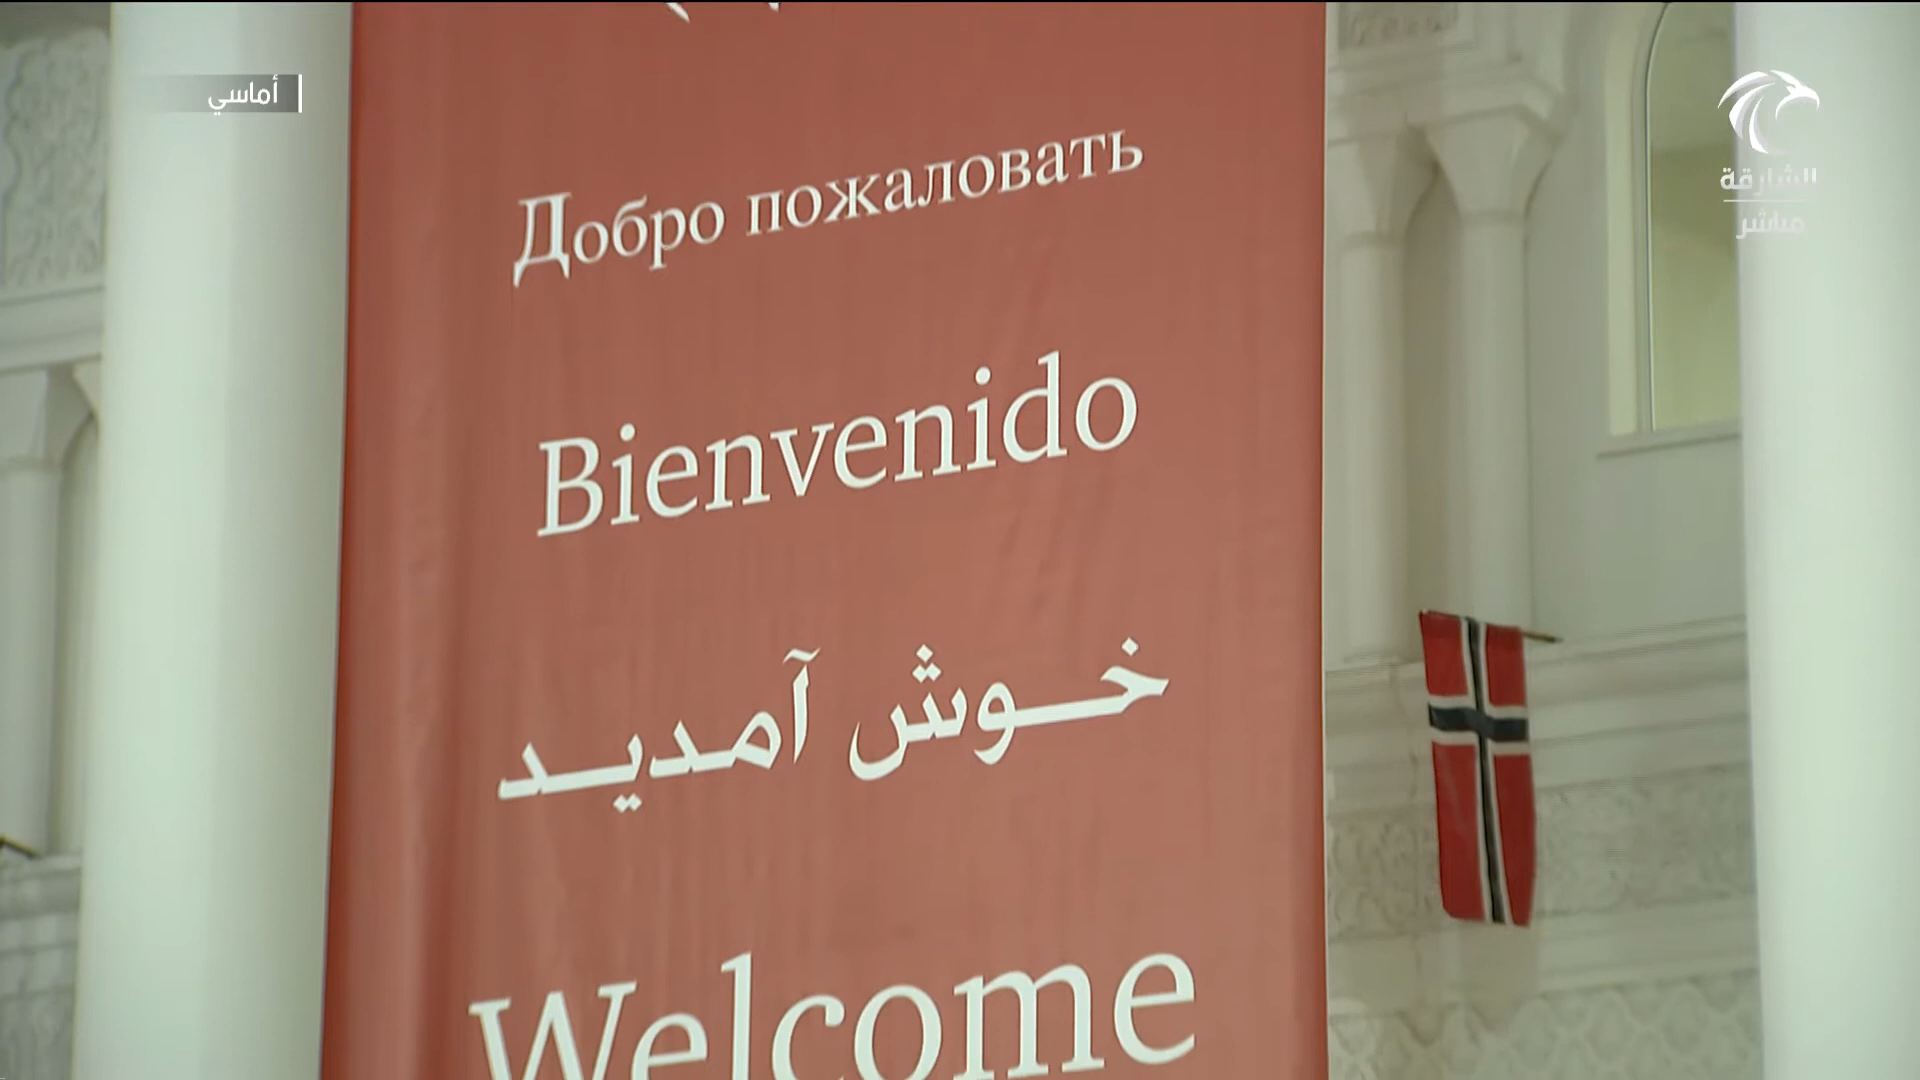 أماسي
الشارقة
مباشر
Добро пожаловать
Bienvenido
خوش آمدید
Welcome